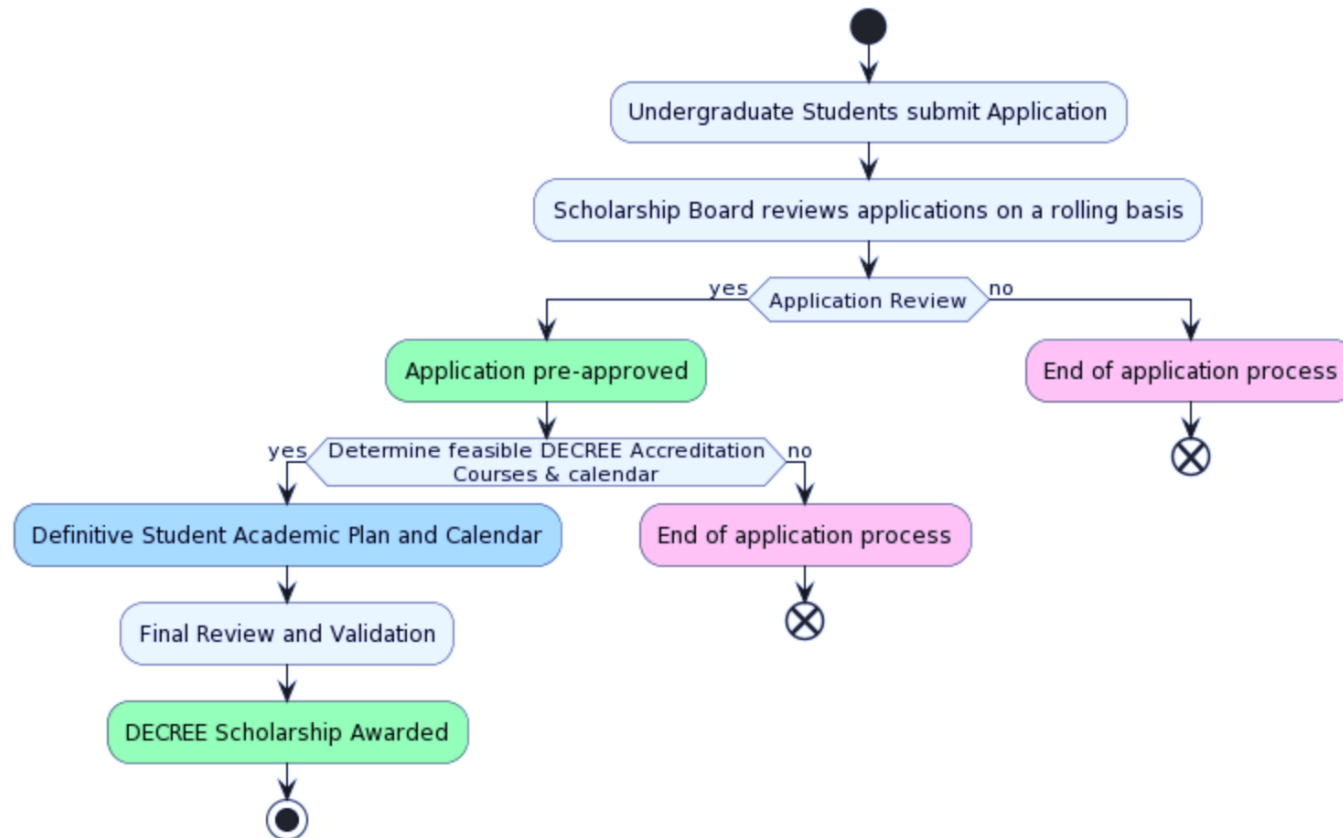 Undergraduate Students submit Application
Scholarship Board reviews applications on a rolling basis
yes
Application Review
no
Application pre-approved
End of application process
yes
Determine feasible DECREE Accreditation
Courses & calendar
no
Definitive Student Academic Plan and Calendar
End of application process
Final Review and Validation
DECREE Scholarship Awarded